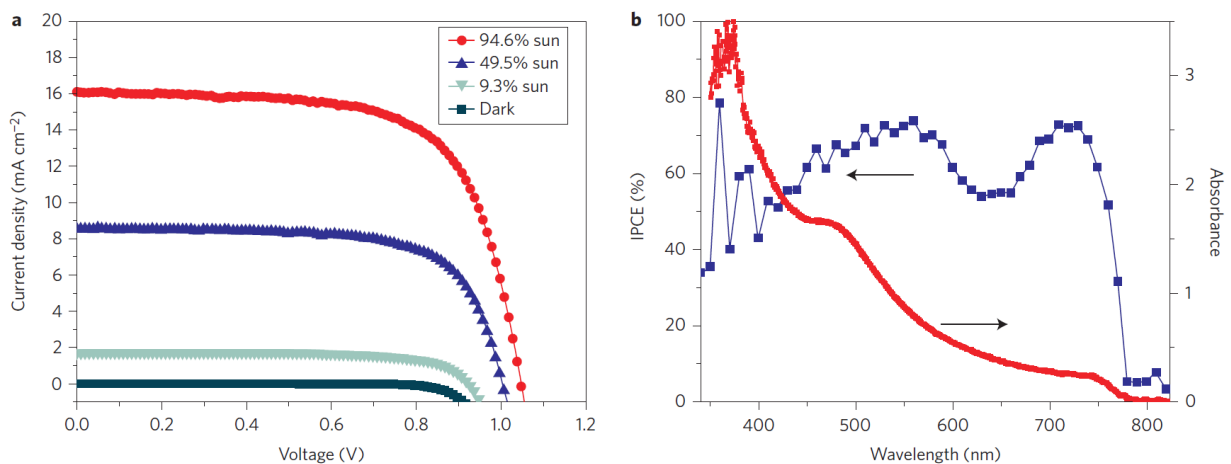 a
20
18
16
14
12
10
8
6
4
2
0
0.0 0.2 0.4 0.6 0.8 1.0 1.2
Voltage (V)
Current density (mA cm⁻²)
94.6% sun
49.5% sun
9.3% sun
Dark
b
100
80
60
40
20
0
IPCE (%)
400 500 600 700 800
Wavelength (nm)
3
2
1
0
Absorbance